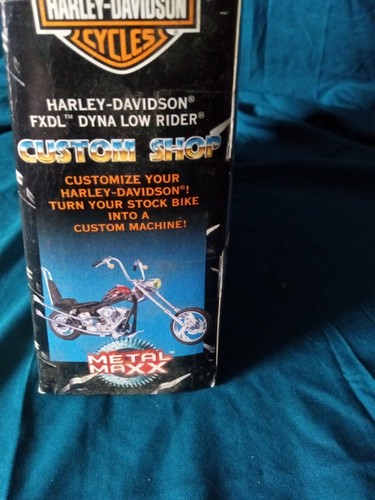 HARLEY-DAVIDSON
CYCLES
HARLEY-DAVIDSON®
FXDL™ DYNA LOW RIDER®
CUSTOM SHOP
CUSTOMIZE YOUR
HARLEY-DAVIDSON®!
TURN YOUR STOCK BIKE
INTO A
CUSTOM MACHINE!
METAL
MAXX™